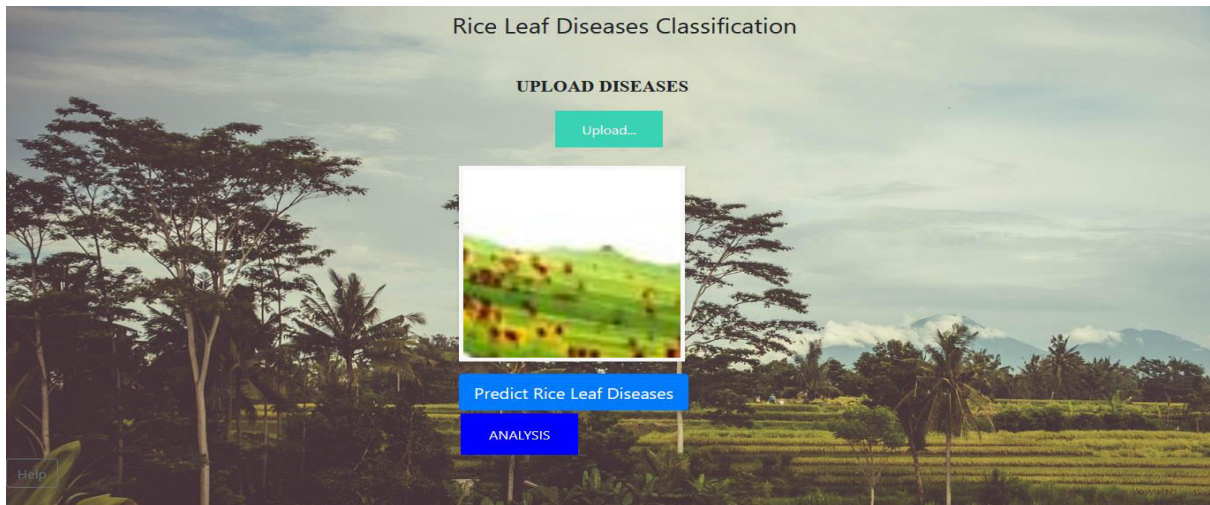 Rice Leaf Diseases Classification
UPLOAD DISEASES
Upload...
Predict Rice Leaf Diseases
ANALYSIS
Help